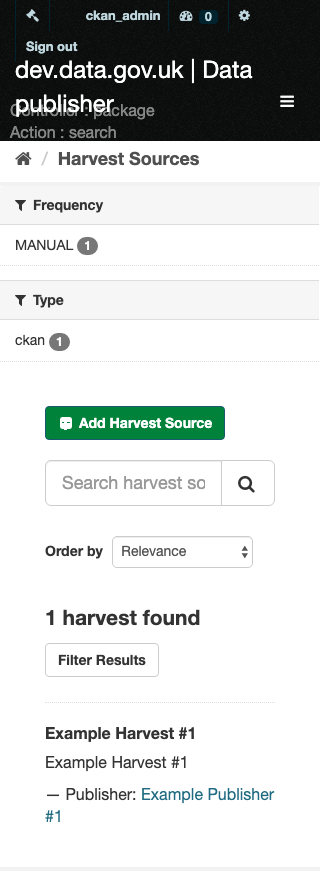 ckan_admin 0
Sign out
dev.data.gov.uk | Data
publisher
Controller : package
Action : search
/ Harvest Sources
Frequency
MANUAL 1
Type
ckan 1
Add Harvest Source
Search harvest so
Order by Relevance
1 harvest found
Filter Results
Example Harvest #1
Example Harvest #1
— Publisher: Example Publisher
#1